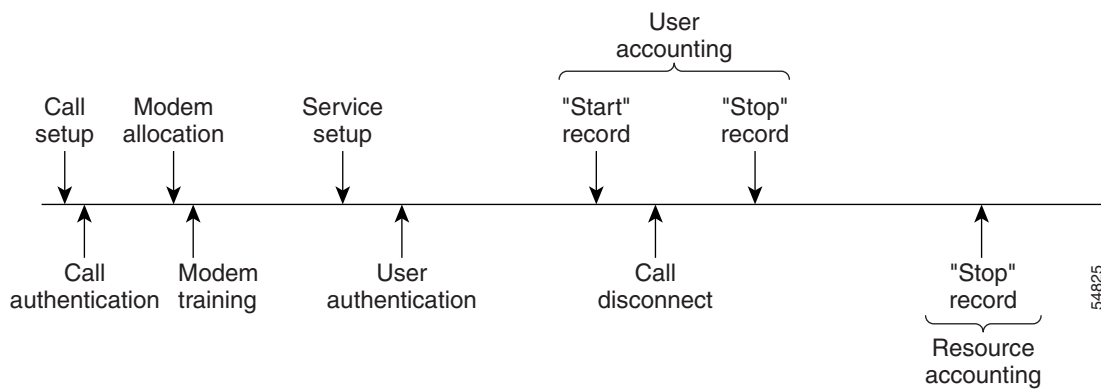 User
accounting
Call
setup
Modem
allocation
Service
setup
"Start"
record
"Stop"
record
Call
authentication
Modem
training
User
authentication
Call
disconnect
"Stop"
record
Resource
accounting
54825